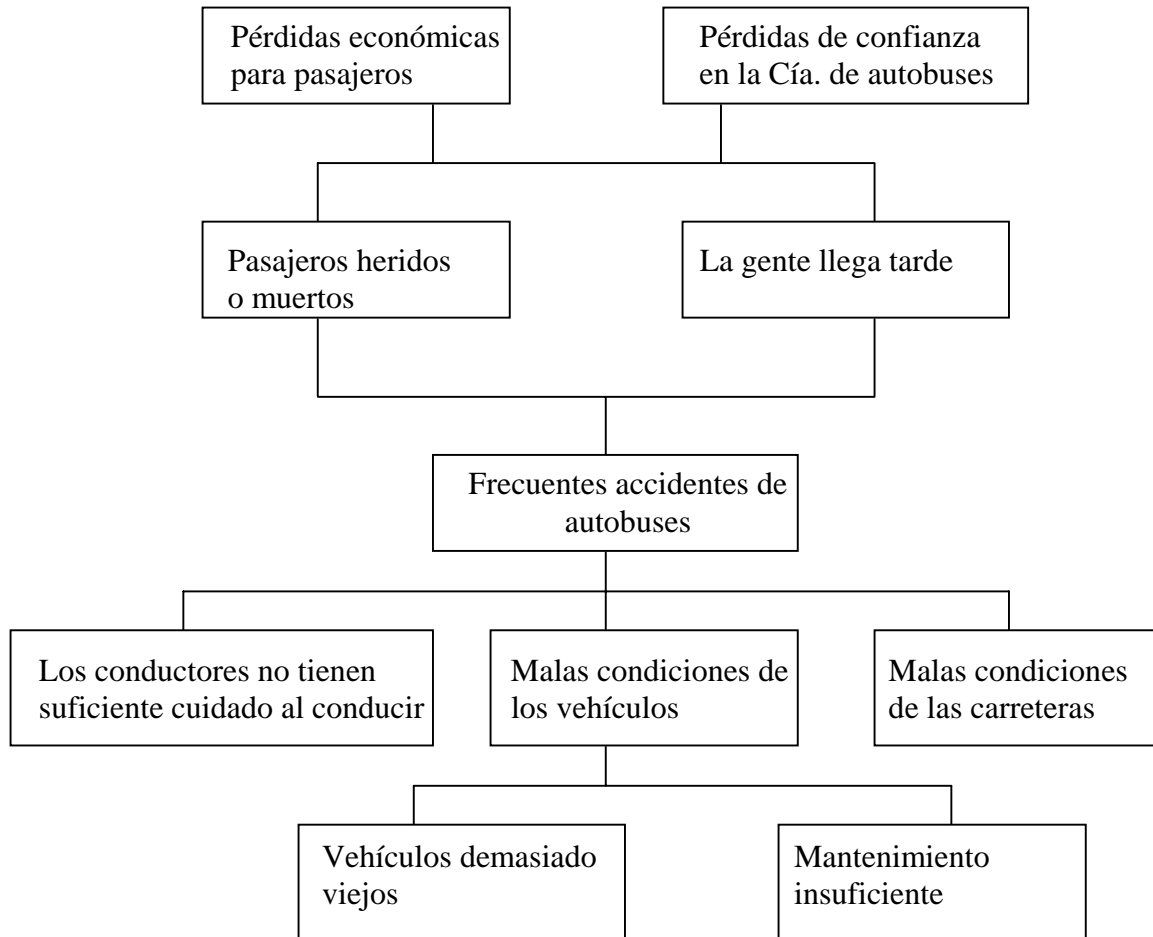 Pérdidas económicas
para pasajeros
Pérdidas de confianza
en la Cía. de autobuses
Pasajeros heridos
o muertos
La gente llega tarde
Frecuentes accidentes de
autobuses
Los conductores no tienen
suficiente cuidado al conducir
Malas condiciones de
los vehículos
Malas condiciones
de las carreteras
Vehículos demasiado
viejos
Mantenimiento
insuficiente